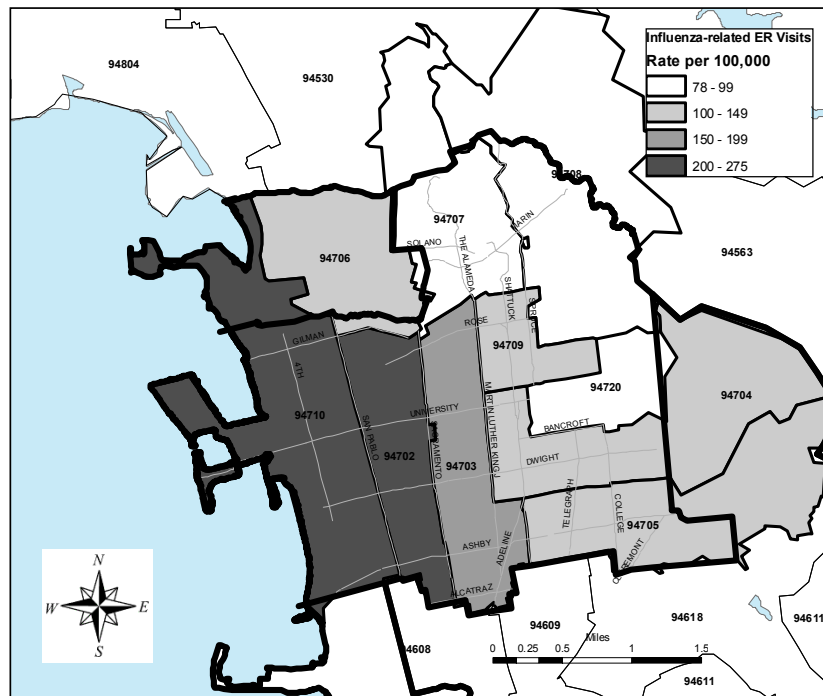 Influenza-related ER Visits
Rate per 100,000
78 - 99
100 - 149
150 - 199
200 - 275
94804
94530
94708
94707
MARIN
SOLANO
THE ALAMEDA
94706
94563
SHATTUCK
SPRUCE
ROSE
GILMAN
94709
4TH
94720
94704
94710
UNIVERSITY
MARTIN LUTHER KING J
BANCROFT
SAN PABLO
94702
SACRAMENTO
94703
DWIGHT
TELEGRAPH
COLLEGE
94705
ASHBY
ADELINE
CLAREMONT
ALCATRAZ
N
W E
S
94608
94609
94618
94611
Miles
0 0.25 0.5 1 1.5
94611